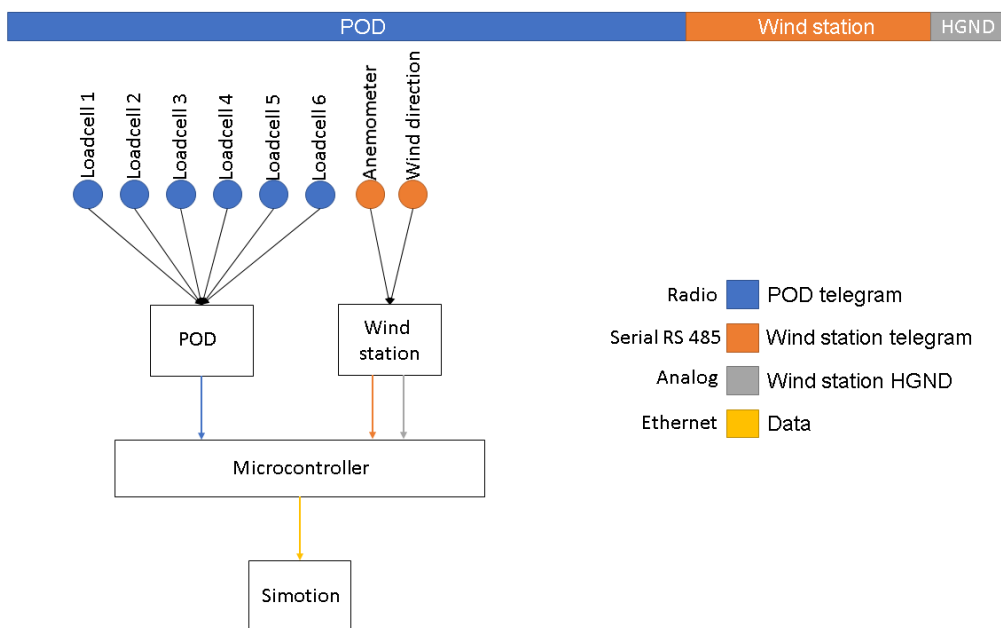 POD
Wind station
HGND
Loadcell 1
Loadcell 2
Loadcell 3
Loadcell 4
Loadcell 5
Loadcell 6
Anemometer
Wind direction
POD
Wind
station
Microcontroller
Simotion
Radio POD telegram
Serial RS 485 Wind station telegram
Analog Wind station HGND
Ethernet Data